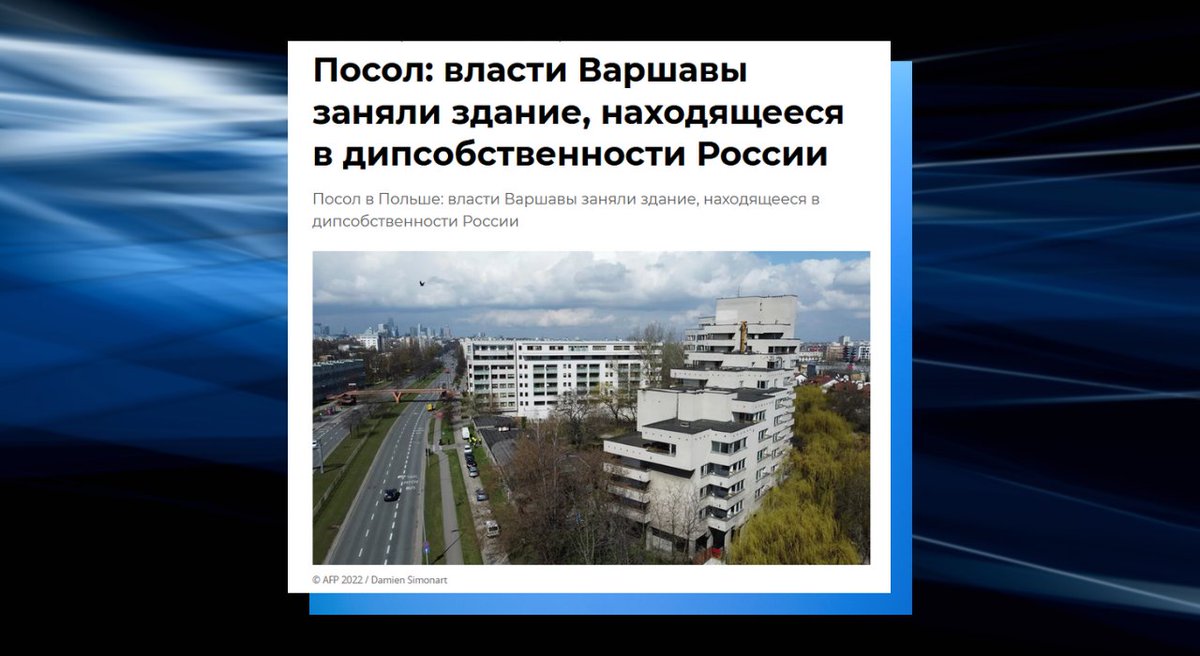 Посол: власти Варшавы
заняли здание, находящееся
в дипсобственности России
Посол в Польше: власти Варшавы заняли здание, находящееся в
дипсобственности России
© AFP 2022 / Damien Simonart